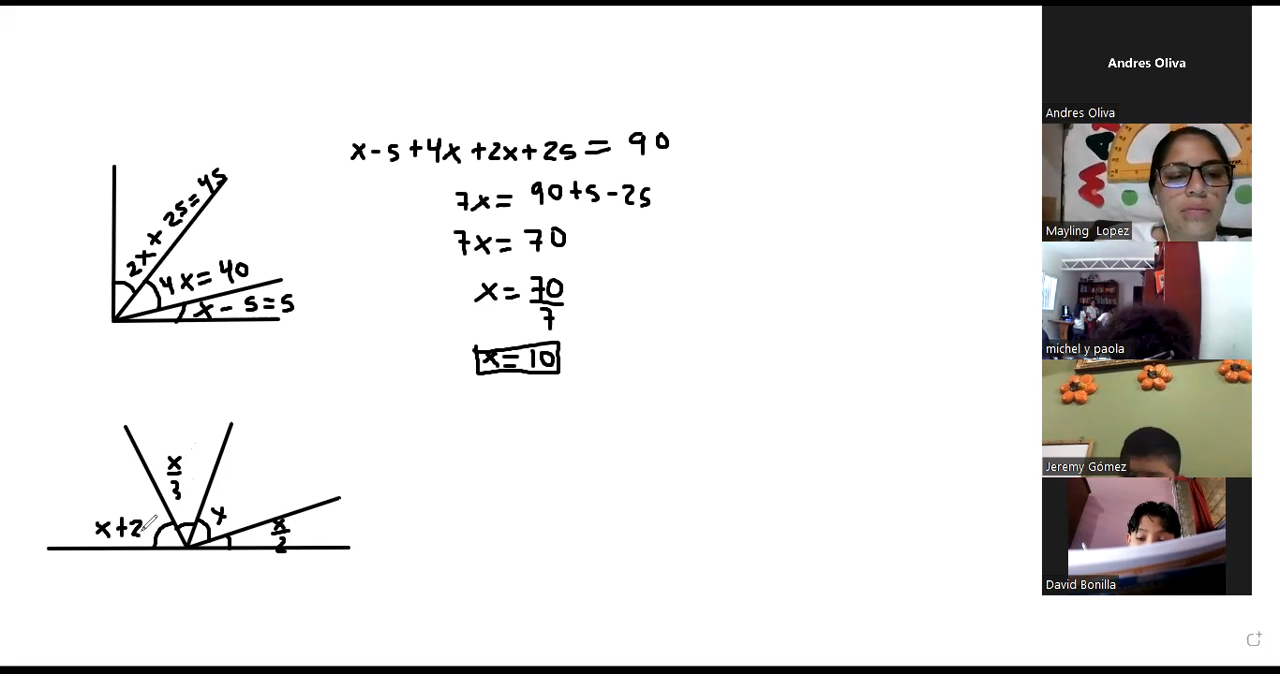 x-5+4x+2x+25=90
7x=90+5-25
7x=70
x=70/7
x=10
2x+25=45
4x=40
x-5=5
x/3
x+2
x
x/2
Andres Oliva
Andres Oliva
Mayling Lopez
michel y paola
Jeremy Gómez
David Bonilla